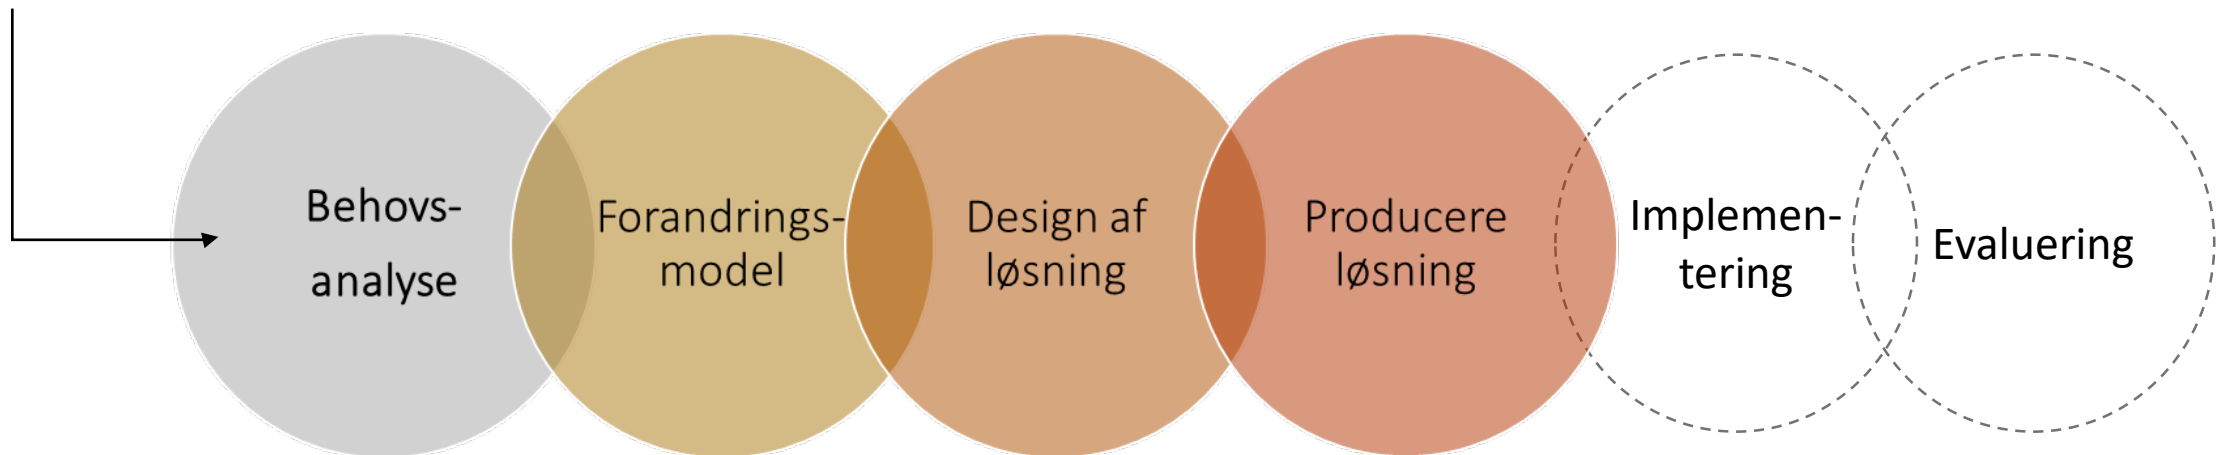 Behovs-
analyse
Forandrings-
model
Design af
løsning
Producere
løsning
Implemen-
tering
Evaluering